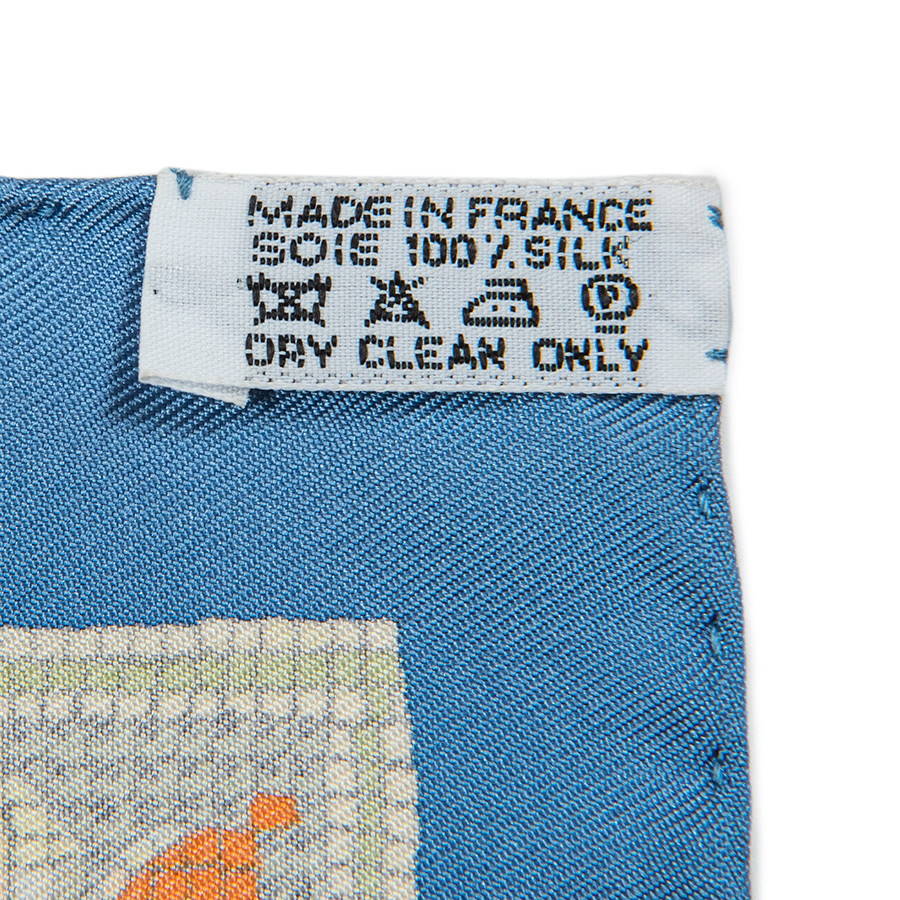 MADE IN FRANCE
SOIE 100% SILK
P
DRY CLEAN ONLY